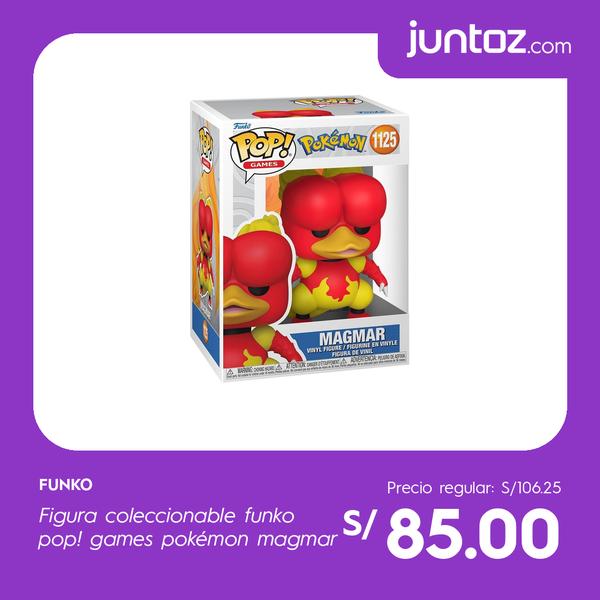 juntoz.com
Funko
POP!
GAMES
POKÉMON
1125
MAGMAR
VINYL FIGURE / FIGURINE EN VINYLE
FIGURA DE VINIL
FUNKO
Precio regular: S/106.25
Figura coleccionable funko
pop! games pokémon magmar
S/ 85.00